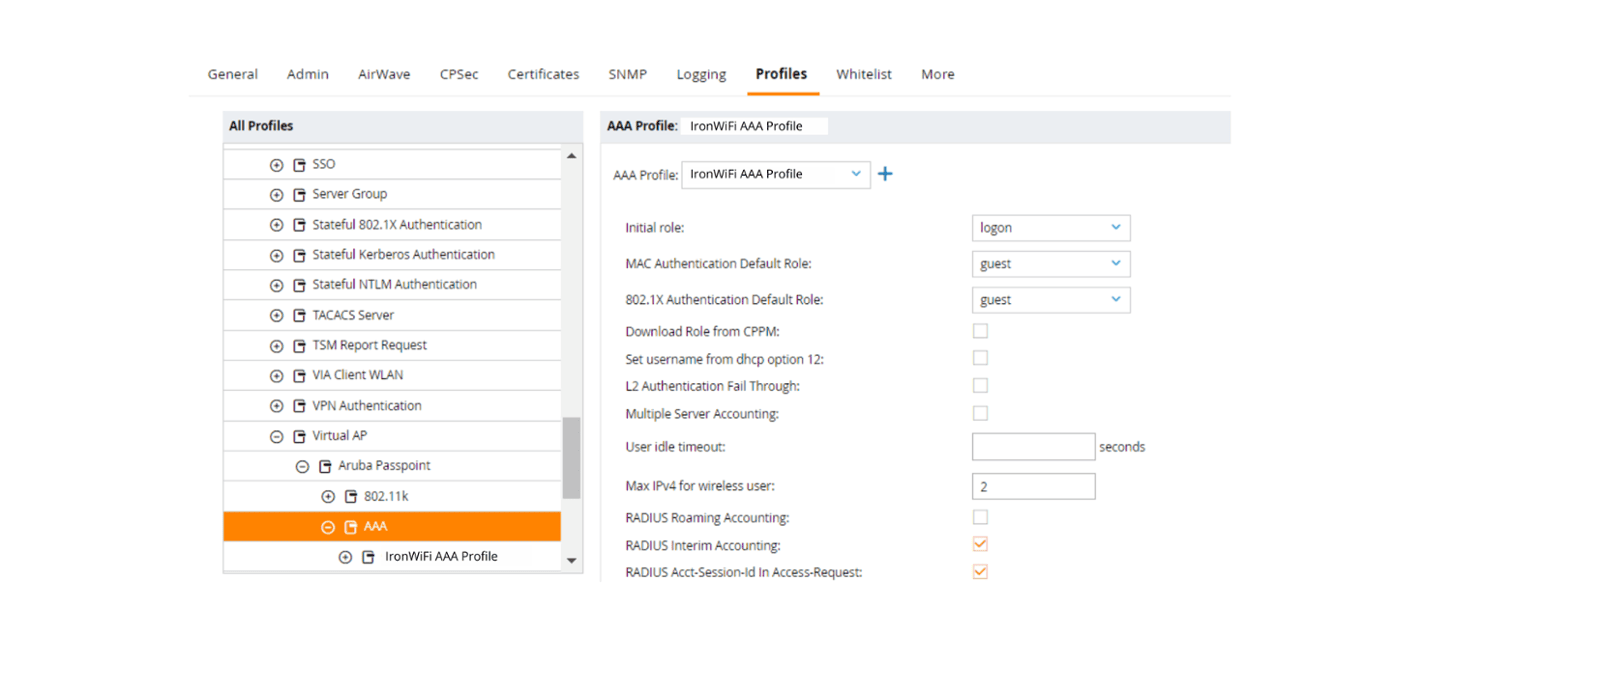 General Admin AirWave CPSec Certificates SNMP Logging Profiles Whitelist More
All Profiles
SSO
Server Group
Stateful 802.1X Authentication
Stateful Kerberos Authentication
Stateful NTLM Authentication
TACACS Server
TSM Report Request
VIA Client WLAN
VPN Authentication
Virtual AP
Aruba Passpoint
802.11k
AAA
IronWiFi AAA Profile
AAA Profile: IronWiFi AAA Profile
AAA Profile: IronWiFi AAA Profile
Initial role: logon
MAC Authentication Default Role: guest
802.1X Authentication Default Role: guest
Download Role from CPPM:
Set username from dhcp option 12:
L2 Authentication Fail Through:
Multiple Server Accounting:
User idle timeout: seconds
Max IPv4 for wireless user: 2
RADIUS Roaming Accounting:
RADIUS Interim Accounting:
RADIUS Acct-Session-Id In Access-Request: